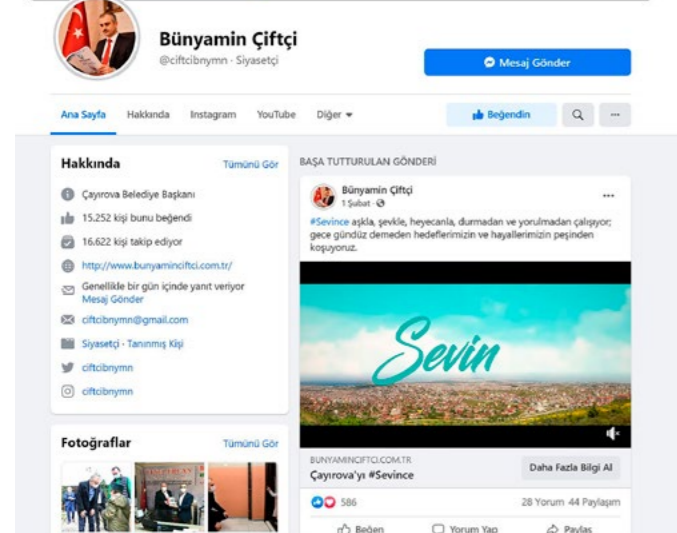 Bünyamin Çiftçi
@ciftcibnymn · Siyasetçi
Mesaj Gönder
Ana Sayfa
Hakkında
Instagram
YouTube
Diğer
Beğendin
Hakkında
Tümünü Gör
Çayırova Belediye Başkanı
15.252 kişi bunu beğendi
16.622 kişi takip ediyor
http://www.bunyaminciftci.com.tr/
Genellikle bir gün içinde yanıt veriyor
Mesaj Gönder
ciftcibnymn@gmail.com
Siyasetçi · Tanınmış Kişi
ciftcibnymn
ciftcibnymn
Fotoğraflar
Tümünü Gör
BAŞA TUTTURULAN GÖNDERİ
Bünyamin Çiftçi
1 Şubat ·
#Sevince aşkla, şevkle, heyecanla, durmadan ve yorulmadan çalışıyor;
gece gündüz demeden hedeflerimizin ve hayallerimizin peşinden
koşuyoruz.
Sevin
BUNYAMINCIFTCI.COM.TR
Çayırova'yı #Sevince
Daha Fazla Bilgi Al
586
28 Yorum 44 Paylaşım
Beğen
Yorum Yap
Paylaş